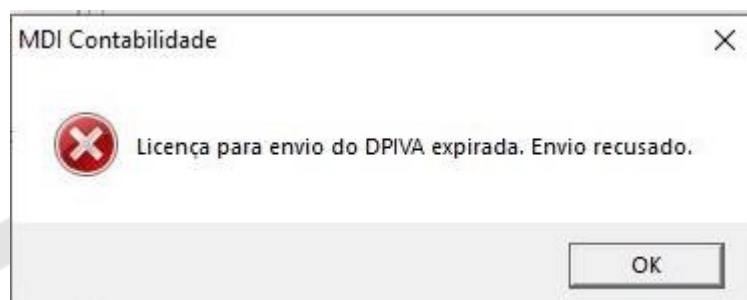 MDI Contabilidade
Licença para envio do DPIVA expirada. Envio recusado.
OK